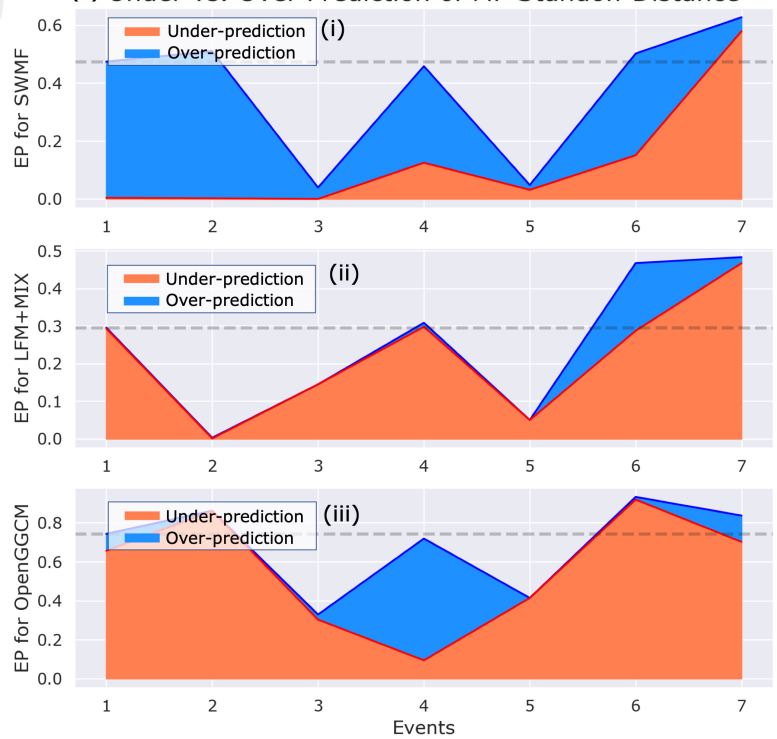 Under vs. Over Prediction of MP Standoff Distance
0.6
0.4
0.2
0.0
EP for SWMF
Under-prediction
Over-prediction
(i)
1 2 3 4 5 6 7
0.5
0.4
0.3
0.2
0.1
0.0
EP for LFM+MIX
Under-prediction
Over-prediction
(ii)
1 2 3 4 5 6 7
0.8
0.6
0.4
0.2
0.0
EP for OpenGGCM
Under-prediction
Over-prediction
(iii)
1 2 3 4 5 6 7
Events